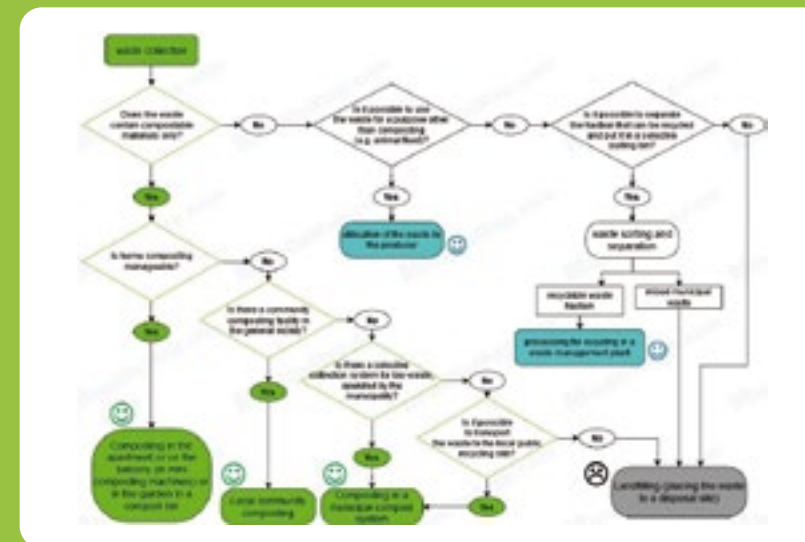 waste collection
Does the waste
contain compostable
materials only?
No
Is it possible to use
the waste for a purpose other
than composting
(e.g. animal feed)?
No
Is it possible to separate
the fraction that can be recycled
and put it in a selective
sorting bin?
No
Yes
Yes
Yes
utilization of the waste by
the producer
waste sorting and
separation
Is home composting
manageable?
No
recyclable waste
fraction
mixed municipal
waste
Is there a community
composting facility in
the general
No
processing for recycling in a
waste management plant
Yes
Is there a selective
collection system for bio-waste,
operated by the
municipality?
No
Yes
Is it possible
to transport
the waste to the local public
recycling
No
Composting in the
apartment or on the
balcony (in mini
composting machines) or
in the garden in a
compost bin
Yes
Local community
composting
Composting in a
municipal compost
system
Yes
Landfilling (placing the waste
to a disposal site)